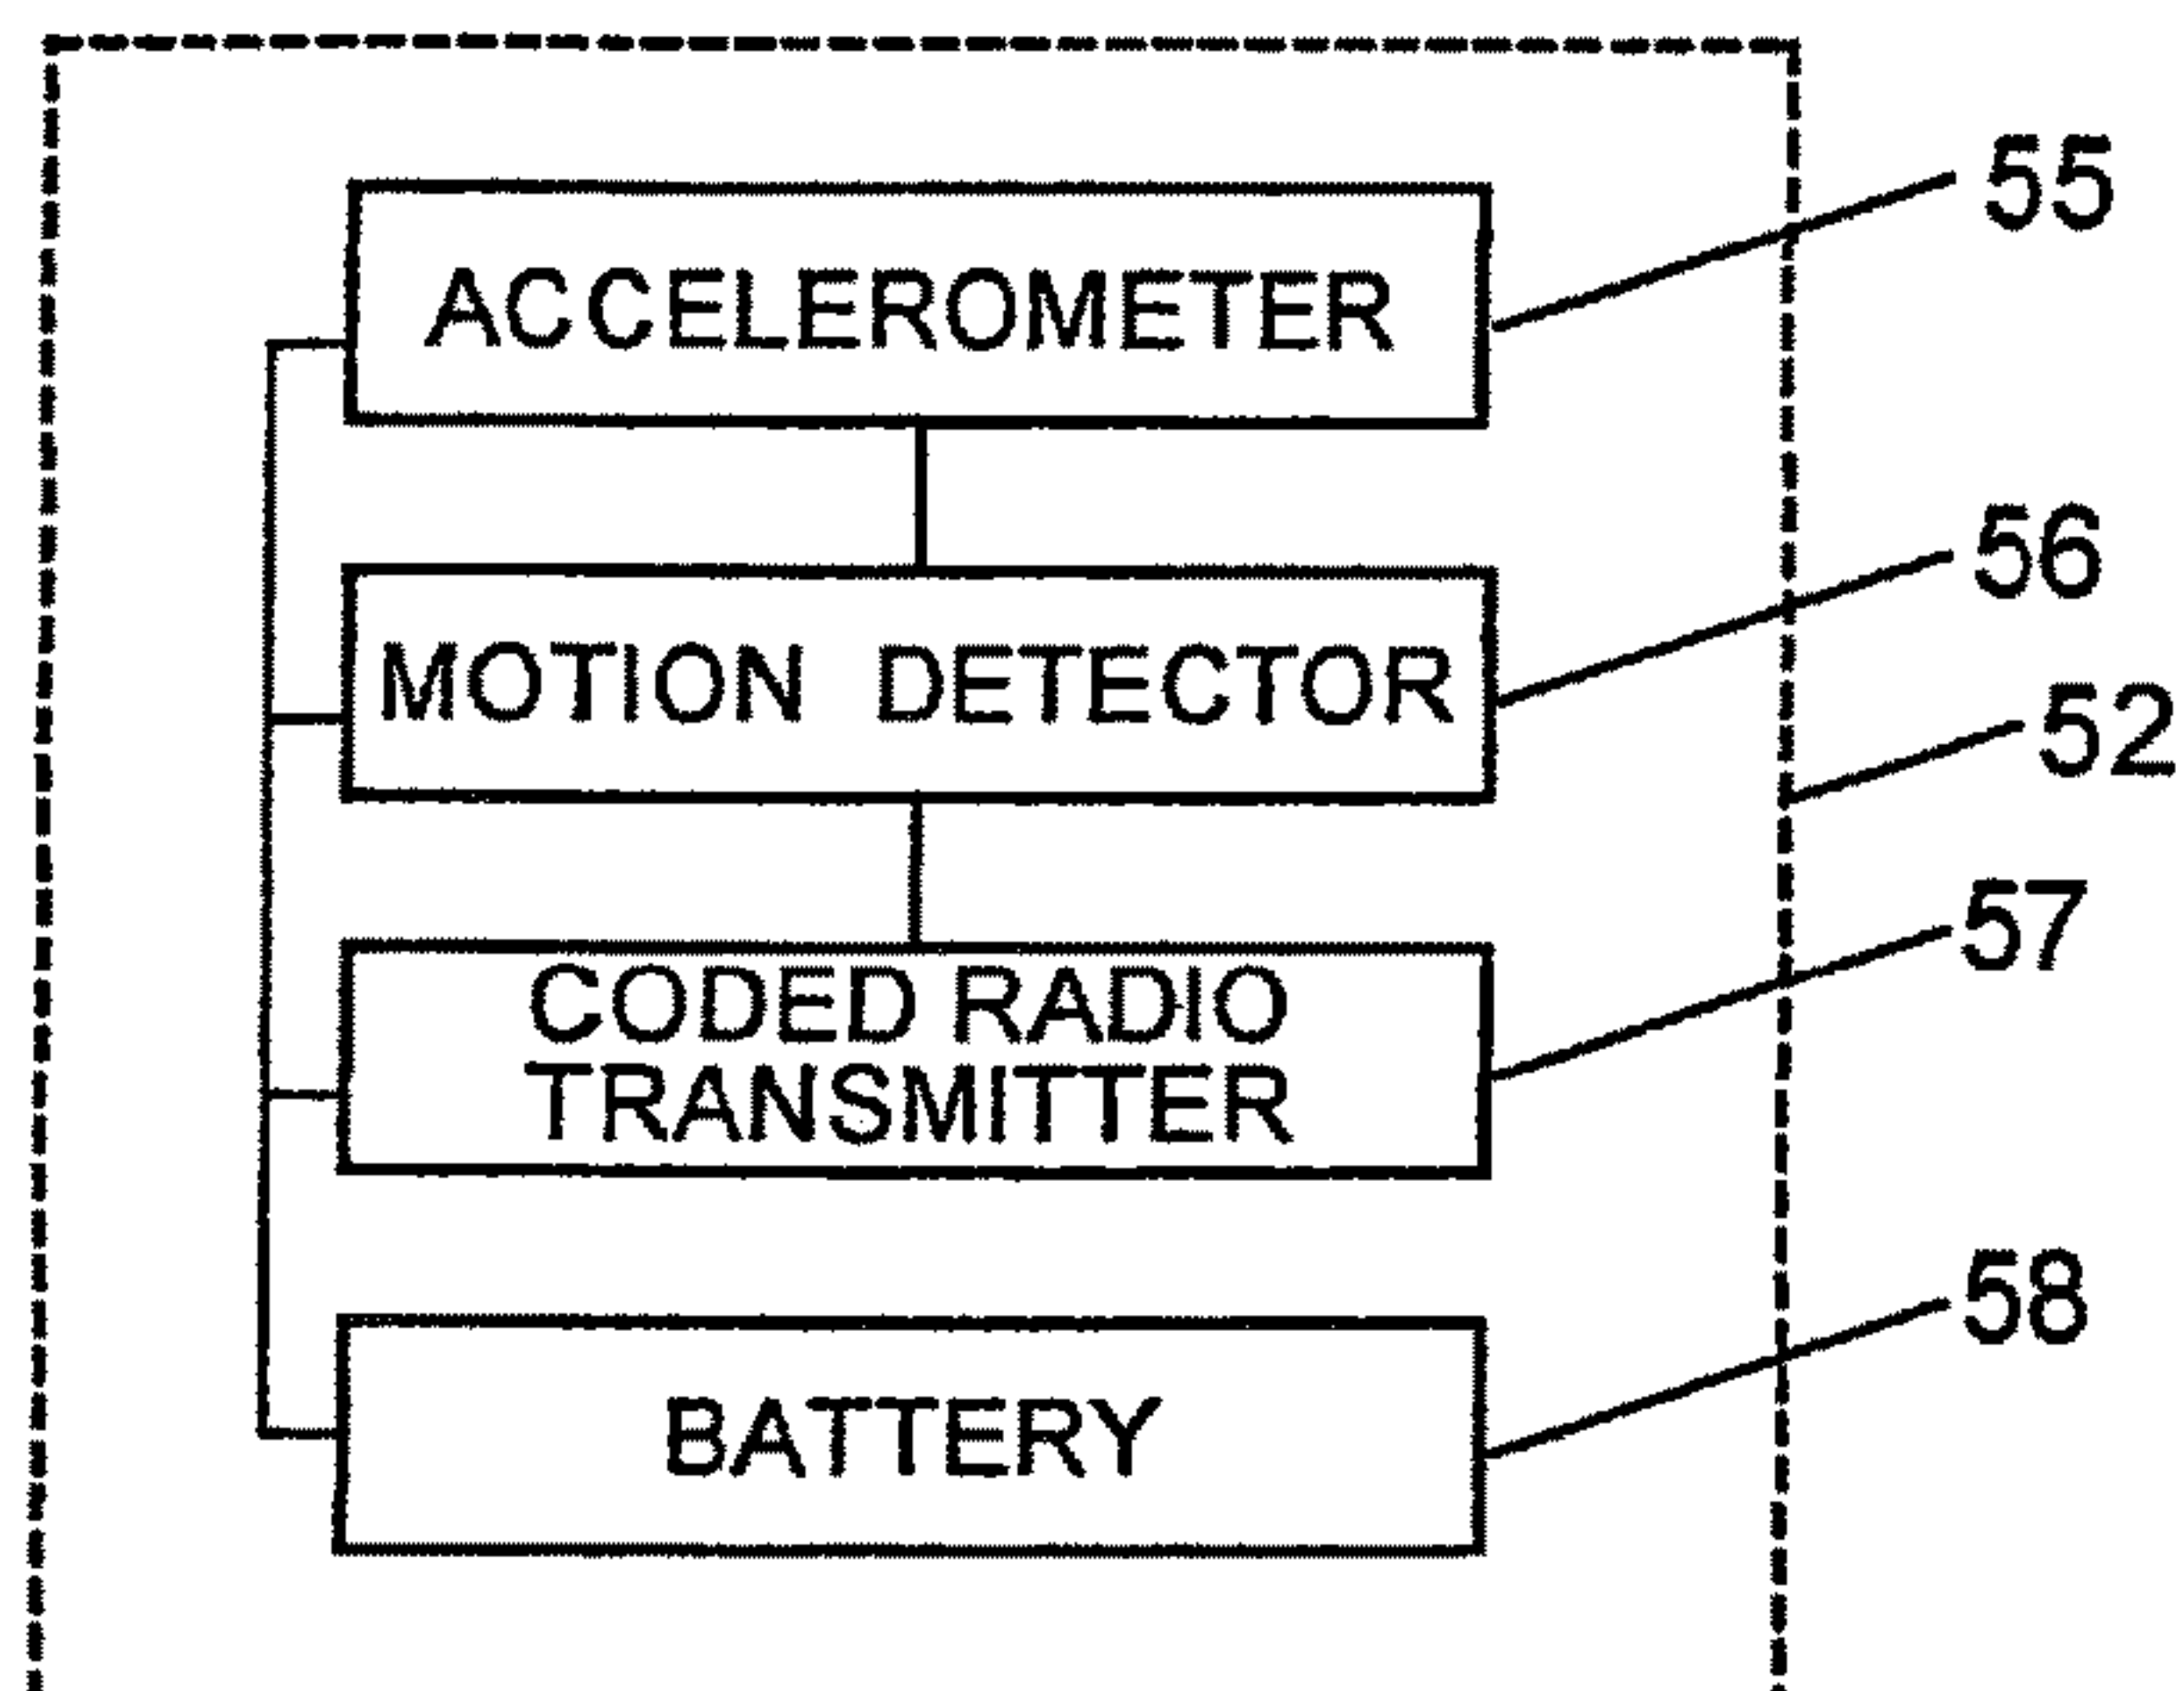 55
ACCELEROMETER
56
MOTION DETECTOR
52
57
CODED RADIO
TRANSMITTER
58
BATTERY